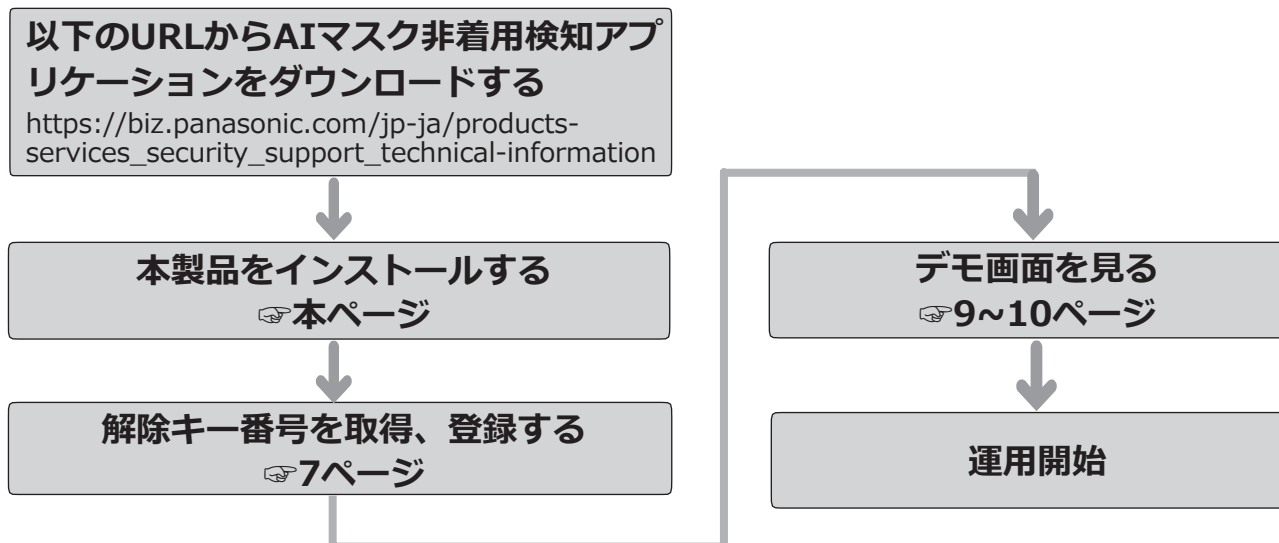 以下のURLからAIマスク非着用検知アプ
リケーションをダウンロードする
https://biz.panasonic.com/jp-ja/products-
services_security_support_technical-information
本製品をインストールする
☞本ページ
解除キー番号を取得、登録する
☞7ページ
デモ画面を見る
☞9~10ページ
運用開始